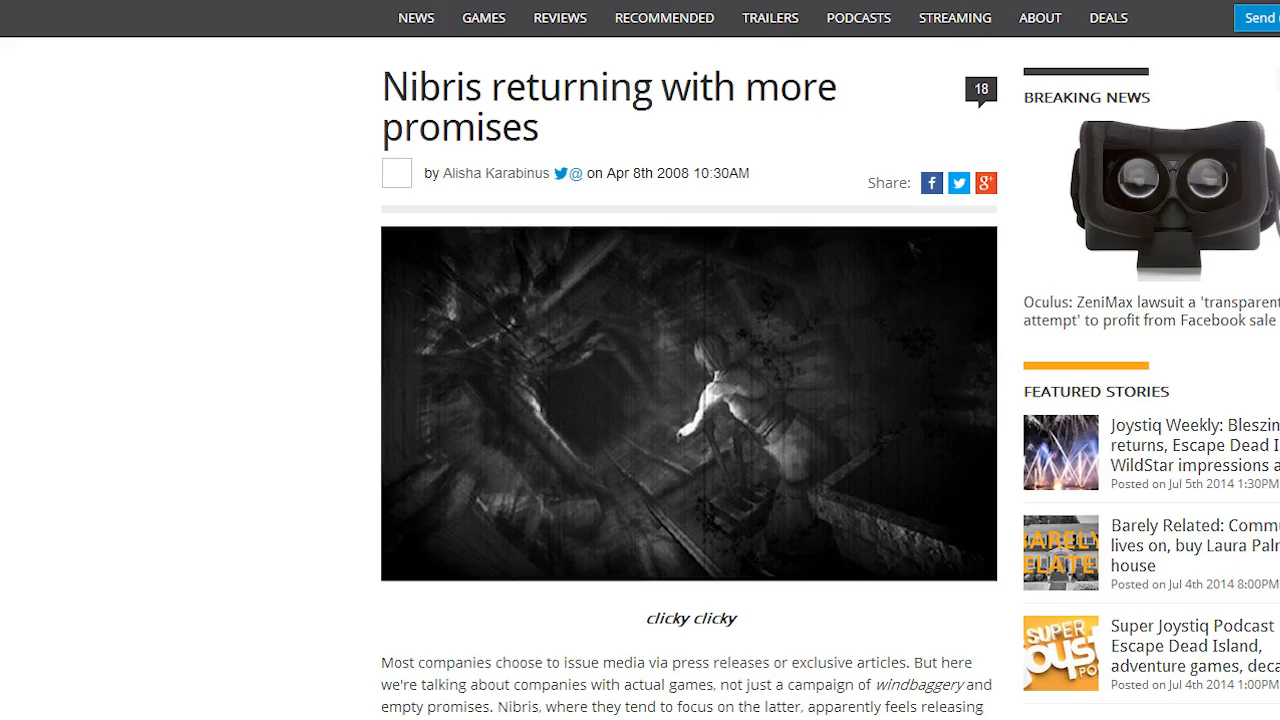 NEWS GAMES REVIEWS RECOMMENDED TRAILERS PODCASTS STREAMING ABOUT DEALS Send
Nibris returning with more
promises
18
by Alisha Karabinus @ on Apr 8th 2008 10:30AM
Share: f g+
clicky clicky
Most companies choose to issue media via press releases or exclusive articles. But here
we're talking about companies with actual games, not just a campaign of windbaggery and
empty promises. Nibris, where they tend to focus on the latter, apparently feels releasing
BREAKING NEWS
Oculus: ZeniMax lawsuit a 'transparent
attempt' to profit from Facebook sale
FEATURED STORIES
Joystiq Weekly: Bleszin
returns, Escape Dead I
WildStar impressions a
Posted on Jul 5th 2014 1:30PM
BARELY
RELATE
Barely Related: Comm
lives on, buy Laura Pal
house
Posted on Jul 4th 2014 8:00PM
SUPER
JOYST
PO
Super Joystiq Podcast
Escape Dead Island,
adventure games, deca
Posted on Jul 4th 2014 1:00PM